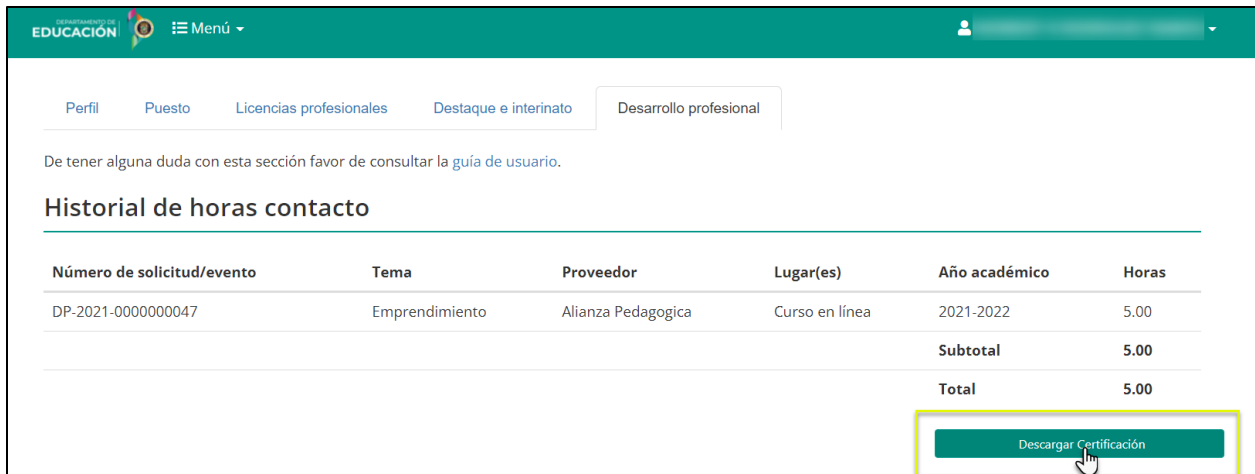 DEPARTAMENTO DE
EDUCACIÓN Menú
Perfil Puesto Licencias profesionales Destaque e interinato Desarrollo profesional
De tener alguna duda con esta sección favor de consultar la guía de usuario.
Historial de horas contacto
Número de solicitud/evento Tema Proveedor Lugar(es) Año académico Horas
DP-2021-0000000047 Emprendimiento Alianza Pedagogica Curso en línea 2021-2022 5.00
Subtotal 5.00
Total 5.00
Descargar Certificación